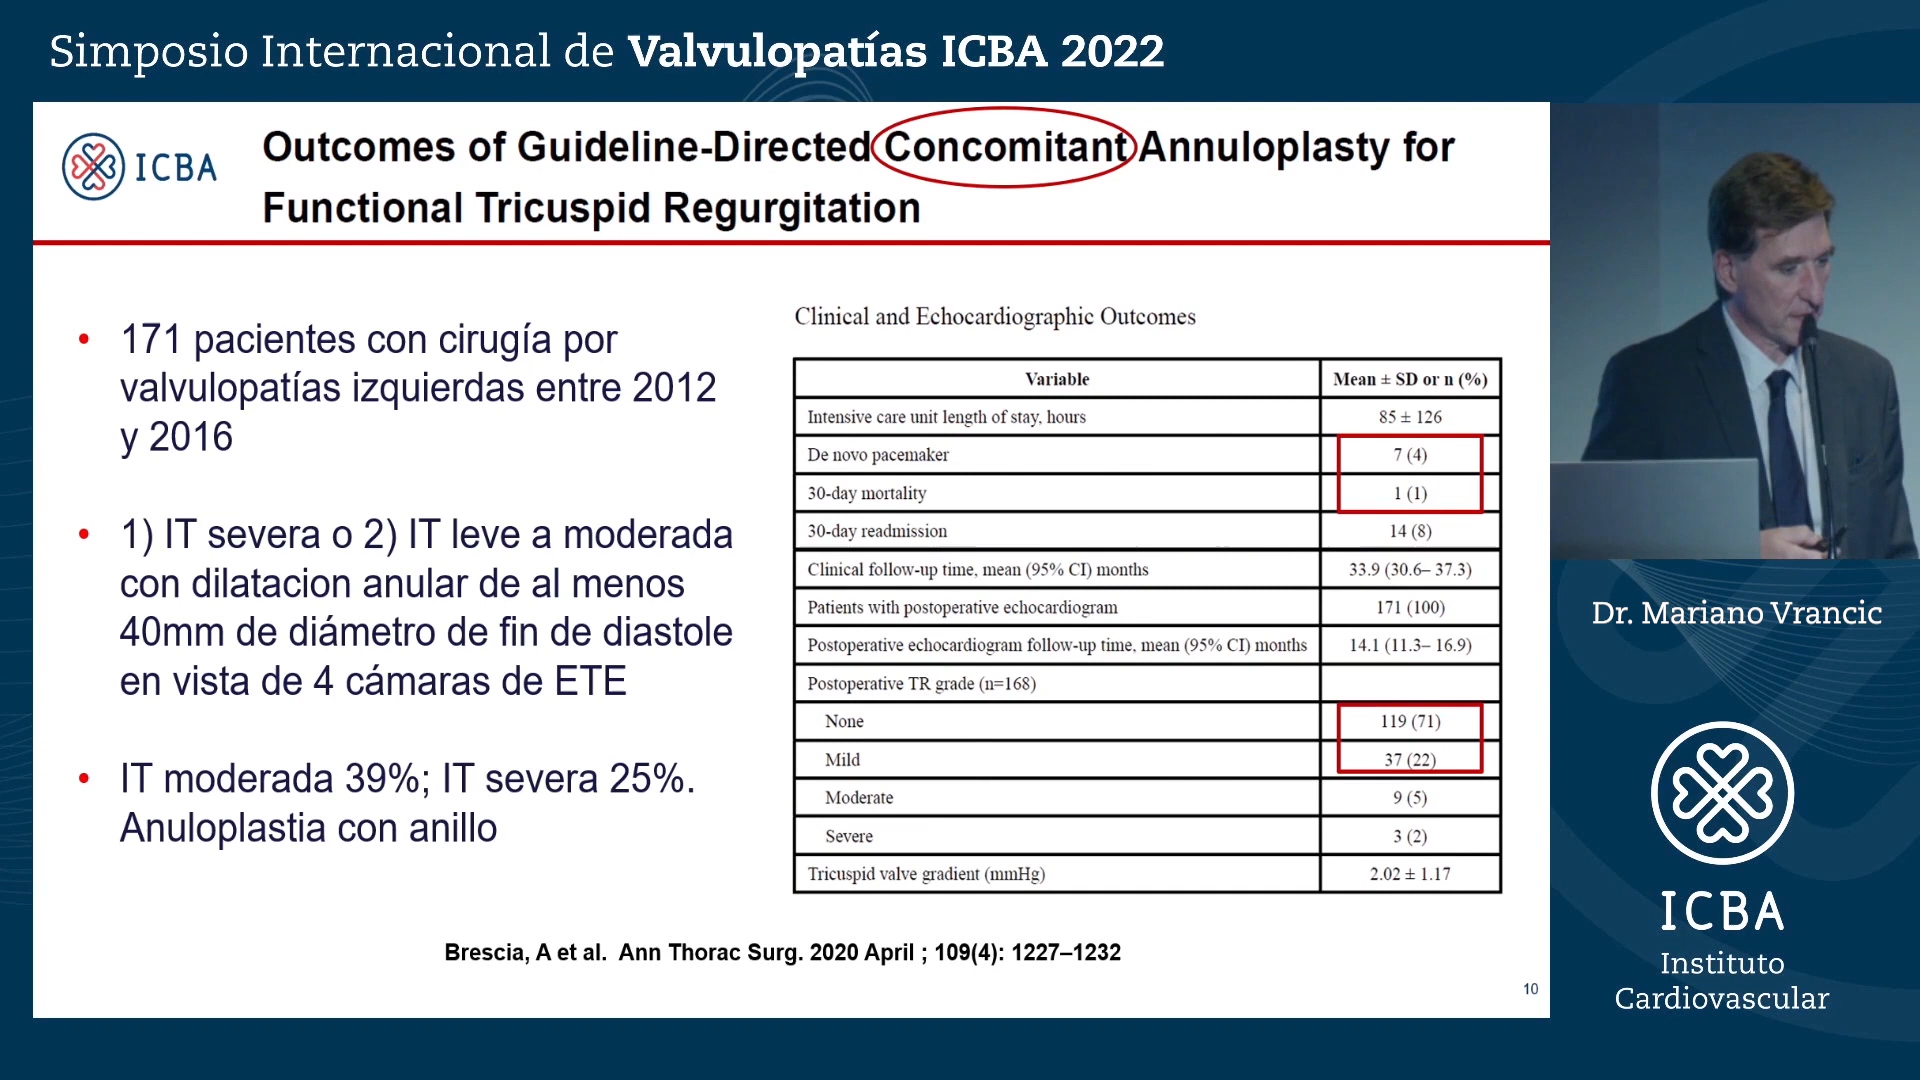 Simposio Internacional de Valvulopatías ICBA 2022
ICBA
Outcomes of Guideline-Directed Concomitant Annuloplasty for
Functional Tricuspid Regurgitation
• 171 pacientes con cirugía por
valvulopatías izquierdas entre 2012
y 2016
• 1) IT severa o 2) IT leve a moderada
con dilatacion anular de al menos
40mm de diámetro de fin de diastole
en vista de 4 cámaras de ETE
• IT moderada 39%; IT severa 25%.
Anuloplastia con anillo
Clinical and Echocardiographic Outcomes
Variable Mean ± SD or n (%)
Intensive care unit length of stay, hours 85 ± 126
De novo pacemaker 7 (4)
30-day mortality 1 (1)
30-day readmission 14 (8)
Clinical follow-up time, mean (95% CI) months 33.9 (30.6– 37.3)
Patients with postoperative echocardiogram 171 (100)
Postoperative echocardiogram follow-up time, mean (95% CI) months 14.1 (11.3– 16.9)
Postoperative TR grade (n=168)
None 119 (71)
Mild 37 (22)
Moderate 9 (5)
Severe 3 (2)
Tricuspid valve gradient (mmHg) 2.02 ± 1.17
Brescia, A et al. Ann Thorac Surg. 2020 April ; 109(4): 1227–1232
10
Dr. Mariano Vrancic
ICBA
Instituto
Cardiovascular